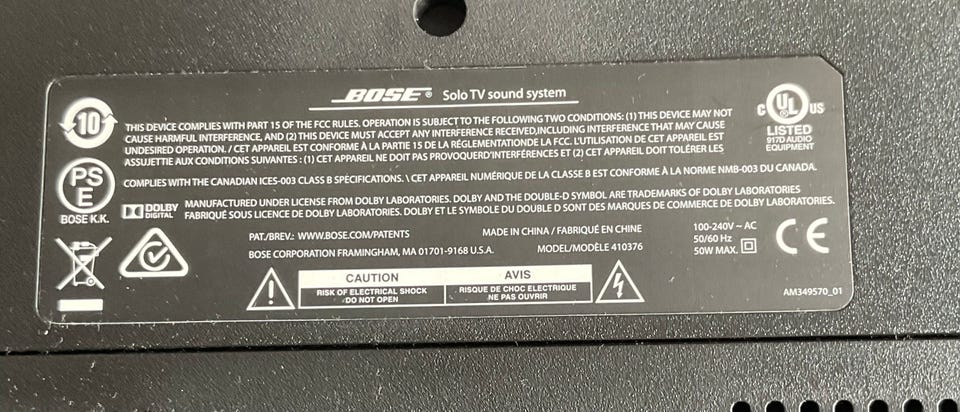 BOSE® Solo TV sound system
10
C UL US
LISTED
917D AUDIO
EQUIPMENT
THIS DEVICE COMPLIES WITH PART 15 OF THE FCC RULES. OPERATION IS SUBJECT TO THE FOLLOWING TWO CONDITIONS: (1) THIS DEVICE MAY NOT
CAUSE HARMFUL INTERFERENCE, AND (2) THIS DEVICE MUST ACCEPT ANY INTERFERENCE RECEIVED,INCLUDING INTERFERENCE THAT MAY CAUSE
UNDESIRED OPERATION. / CET APPAREIL EST CONFORME À LA PARTIE 15 DE LA RÉGLEMENTATIONDE LA FCC. L'UTILISATION DE CET APPAREIL EST
ASSUJETTIE AUX CONDITIONS SUIVANTES : (1) CET APPAREIL NE DOIT PAS PROVOQUERD'INTERFÉRENCES ET (2) CET APPAREIL DOIT TOLÉRER LES
PS
E
BOSE K.K.
COMPLIES WITH THE CANADIAN ICES-003 CLASS B SPECIFICATIONS. \ CET APPAREIL NUMÉRIQUE DE LA CLASSE B EST CONFORME À LA NORME NMB-003 DU CANADA.
DOLBY
DIGITAL
MANUFACTURED UNDER LICENSE FROM DOLBY LABORATORIES. DOLBY AND THE DOUBLE-D SYMBOL ARE TRADEMARKS OF DOLBY LABORATORIES
FABRIQUÉ SOUS LICENCE DE DOLBY LABORATORIES. DOLBY ET LE SYMBOLE DU DOUBLE D SONT DES MARQUES DE COMMERCE DE DOLBY LABORATORIES.
PAT./BREV.: WWW.BOSE.COM/PATENTS
MADE IN CHINA / FABRIQUÉ EN CHINE
BOSE CORPORATION FRAMINGHAM, MA 01701-9168 U.S.A.
MODEL/MODÈLE 410376
100-240V ~ AC
50/60 Hz
50W MAX.
CE
CAUTION
RISK OF ELECTRICAL SHOCK
DO NOT OPEN
AVIS
RISQUE DE CHOC ELECTRIQUE
NE PAS OUVRIR
AM349570_01